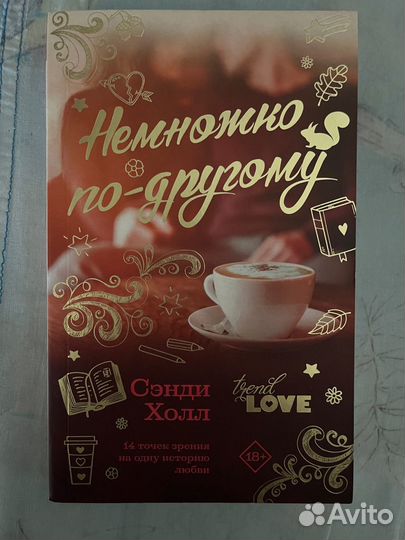 Немножко
по-другому
Сэнди
Холл
trend
LOVE
14 точек зрения
на одну историю
любви
18+
Avito